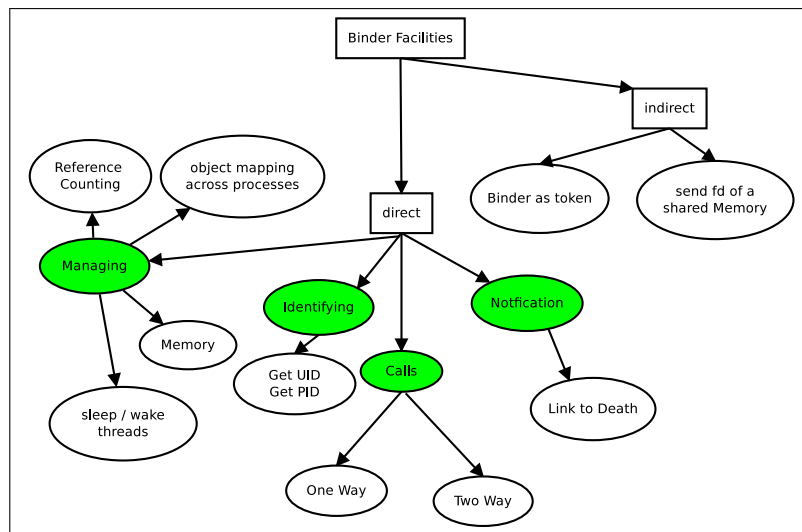 Binder Facilities
indirect
Reference
Counting
object mapping
across processes
Binder as token
send fd of a
shared Memory
direct
Managing
Identifying
Notfication
Memory
Get UID
Get PID
Calls
sleep / wake
threads
Link to Death
One Way
Two Way